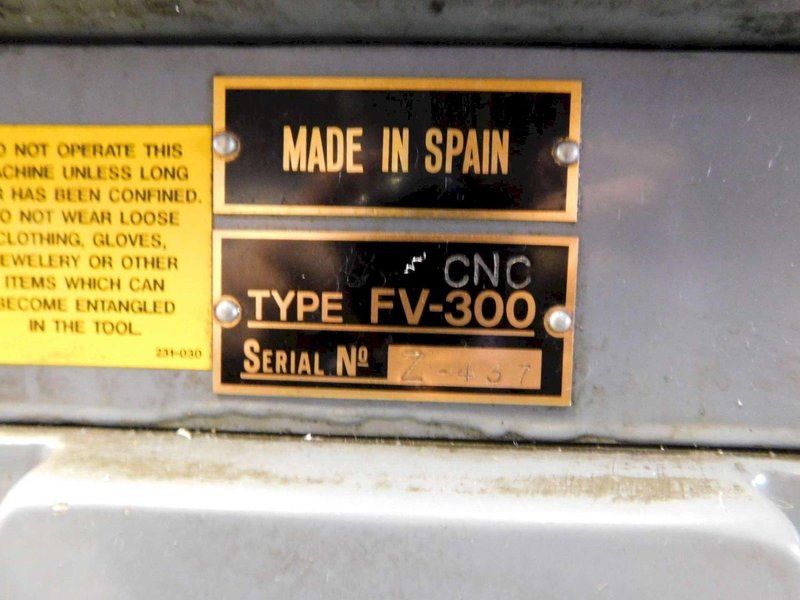 O NOT OPERATE THIS
ACHINE UNLESS LONG
R HAS BEEN CONFINED.
O NOT WEAR LOOSE
CLOTHING, GLOVES,
EWELERY OR OTHER
ITEMS WHICH CAN
BECOME ENTANGLED
IN THE TOOL.
231-030
MADE IN SPAIN
CNC
TYPE FV-300
SERIAL Nº Z-437